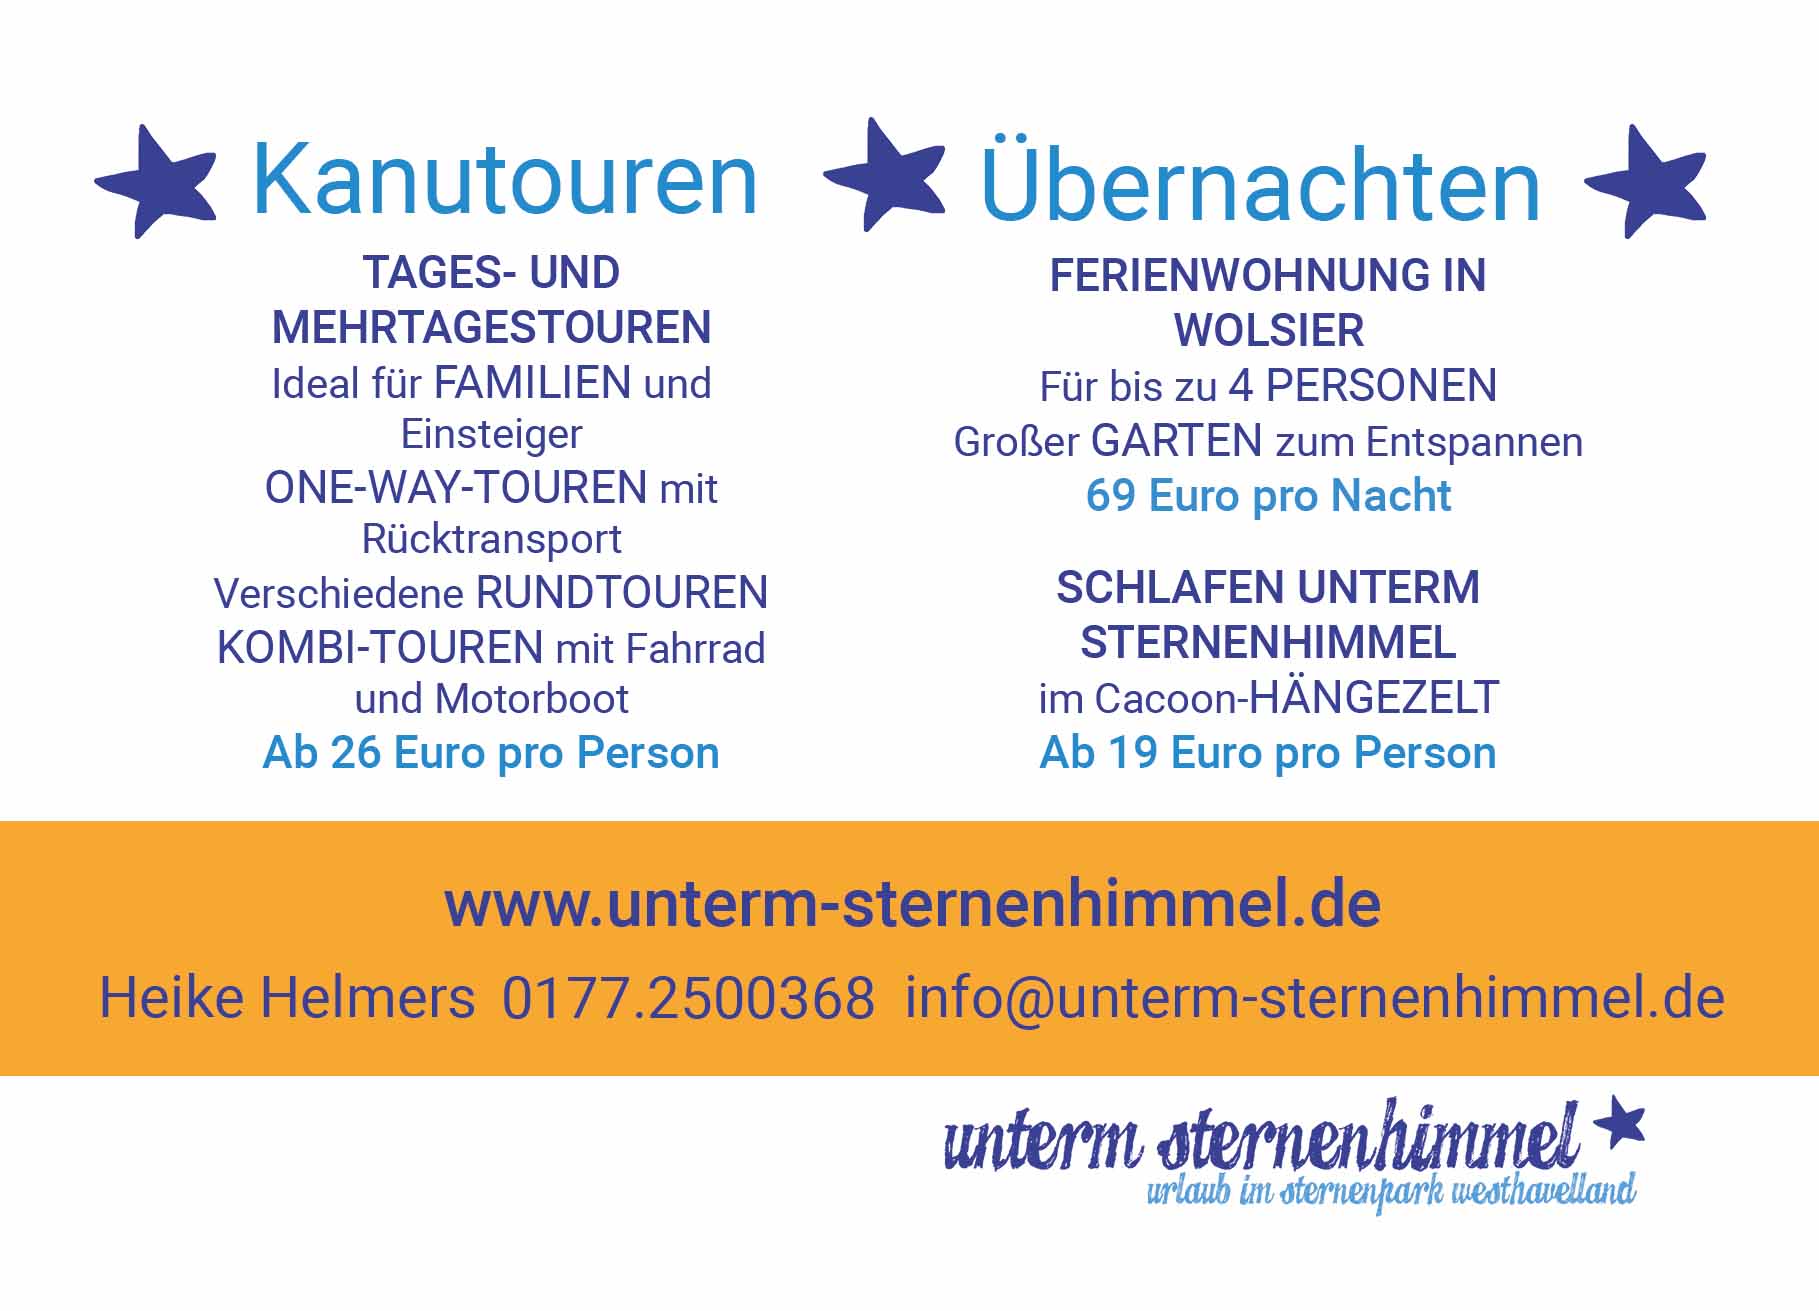 Kanutouren
TAGES- UND
MEHRTAGESTOUREN
Ideal für FAMILIEN und
Einsteiger
ONE-WAY-TOUREN mit
Rücktransport
Verschiedene RUNDTOUREN
KOMBI-TOUREN mit Fahrrad
und Motorboot
Ab 26 Euro pro Person
Übernachten
FERIENWOHNUNG IN
WOLSIER
Für bis zu 4 PERSONEN
Großer GARTEN zum Entspannen
69 Euro pro Nacht
SCHLAFEN UNTERM
STERNENHIMMEL
im Cacoon-HÄNGEZELT
Ab 19 Euro pro Person
www.unterm-sternenhimmel.de
Heike Helmers 0177.2500368 info@unterm-sternenhimmel.de
unterm sternenhimmel
urlaub im sternenpark westhavelland